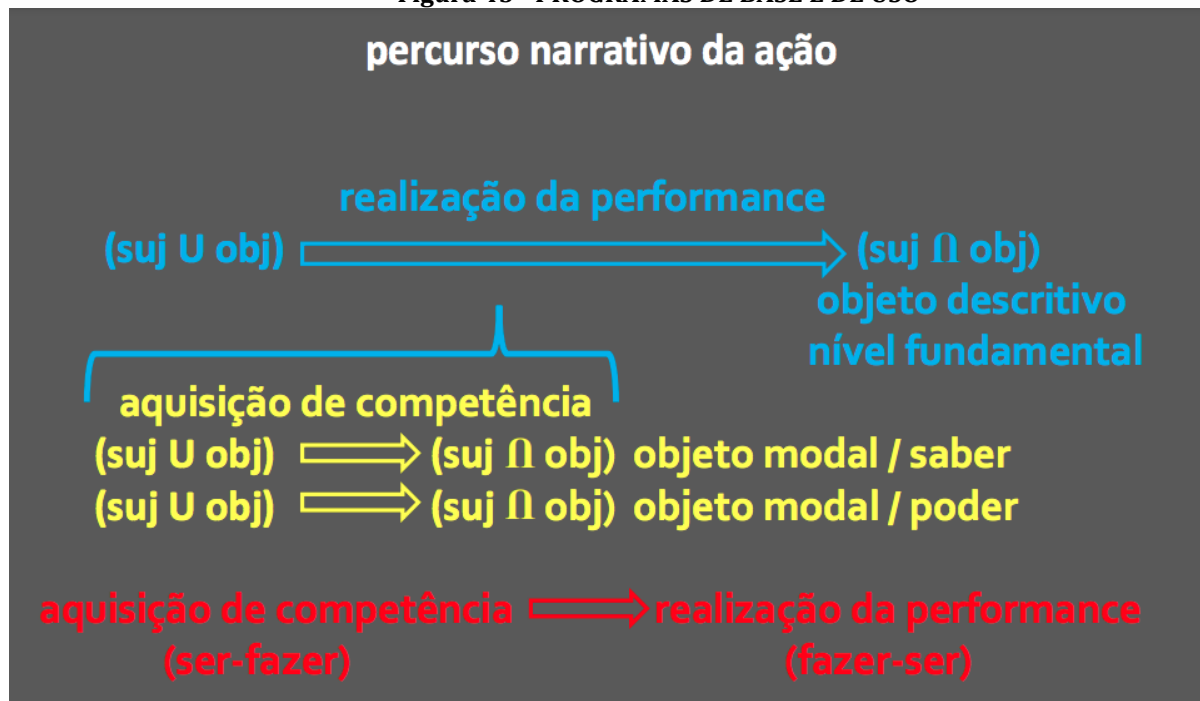 percurso narrativo da ação
realização da performance
(suj U obj) (suj Ո obj)
objeto descritivo
nível fundamental
aquisição de competência
(suj U obj) (suj Ո obj) objeto modal / saber
(suj U obj) (suj Ո obj) objeto modal / poder
aquisição de competência realização da performance
(ser-fazer) (fazer-ser)